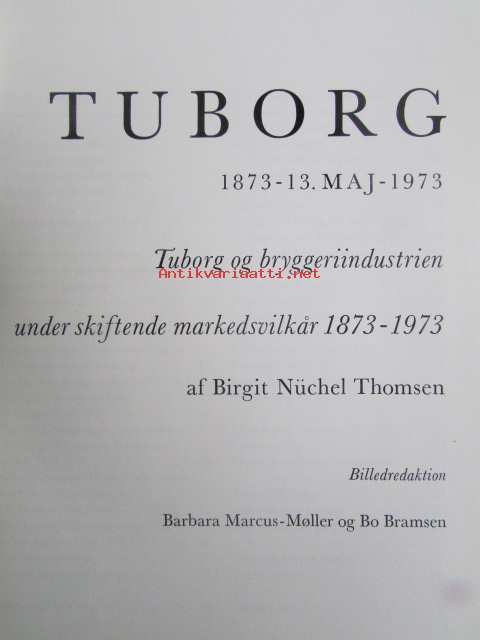 TUBORG
1873-13. MAJ-1973
Tuborg og bryggeriindustrien
Antikvariaatti.net
under skiftende markedsvilkår 1873-1973
af Birgit Nüchel Thomsen
Billedredaktion
Barbara Marcus-Møller og Bo Bramsen